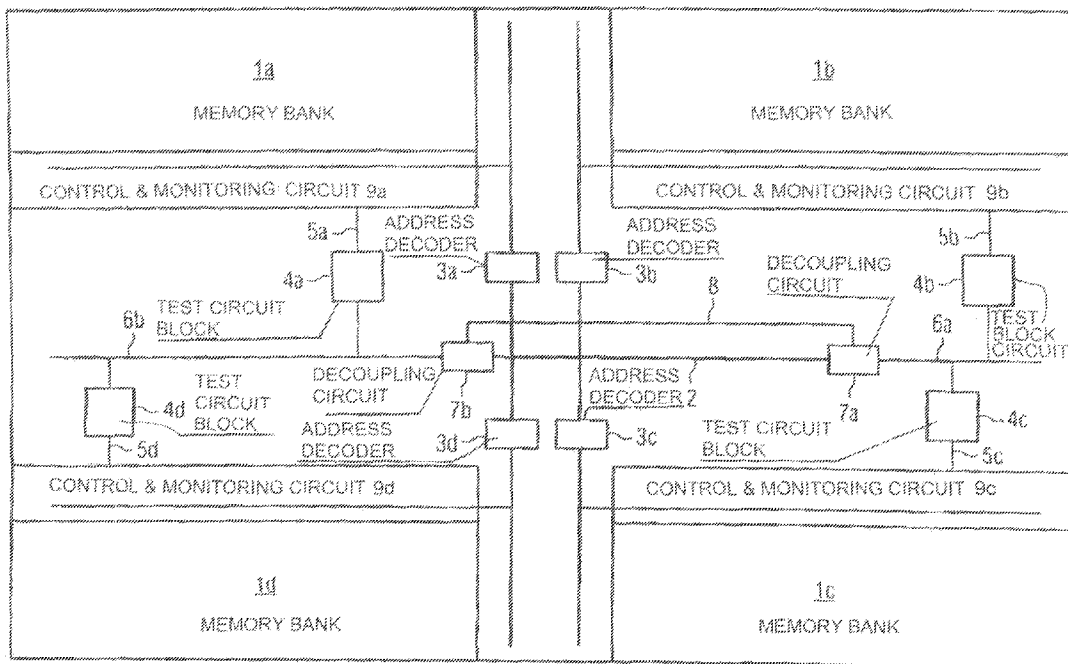 1a
MEMORY BANK
1b
MEMORY BANK
CONTROL & MONITORING CIRCUIT 9a
CONTROL & MONITORING CIRCUIT 9b
5a
ADDRESS
DECODER
3a
ADDRESS
DECODER
3b
5b
4a
TEST CIRCUIT
BLOCK
DECOUPLING
CIRCUIT
4b
TEST
BLOCK
CIRCUIT
6b
8
6a
DECOUPLING
CIRCUIT
7b
ADDRESS
DECODER 2
7a
TEST
CIRCUIT
BLOCK
4d
5d
ADDRESS
DECODER
3d
3c
TEST CIRCUIT
BLOCK
4c
5c
CONTROL & MONITORING CIRCUIT 9d
CONTROL & MONITORING CIRCUIT 9c
1d
MEMORY BANK
1c
MEMORY BANK